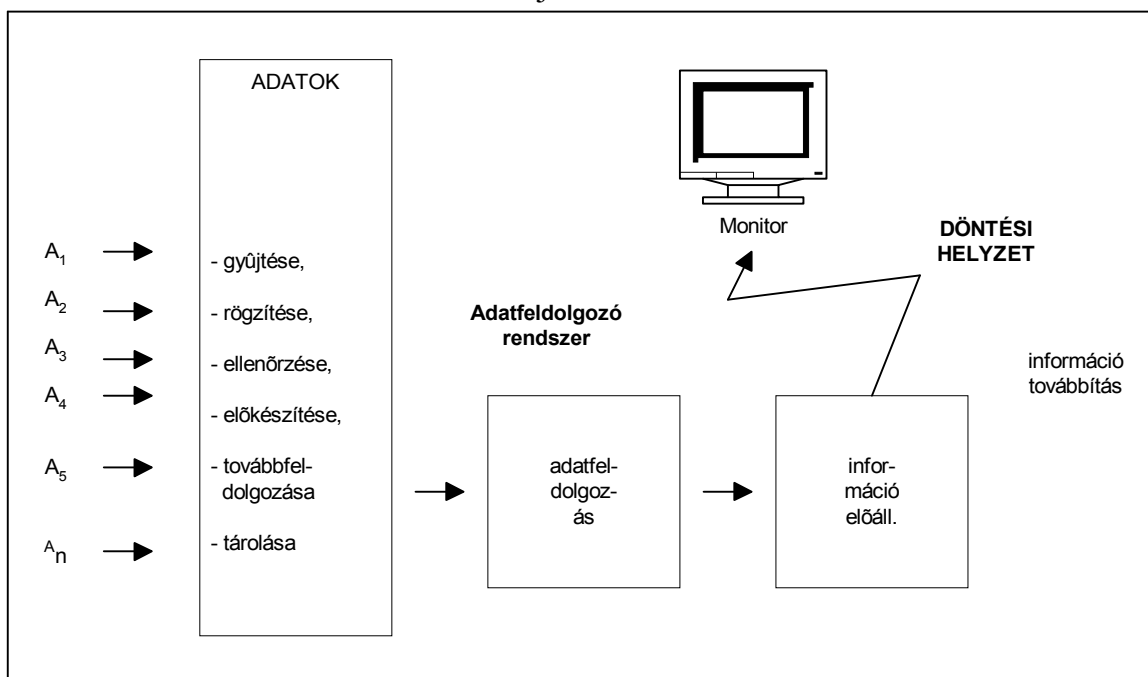 ADATOK
A1
A2
A3
A4
A5
An
- gyûjtése,
- rögzítése,
- ellenõrzése,
- elõkészítése,
- továbbfel-
dolgozása
- tárolása
Adatfeldolgozó
rendszer
adatfel-
dolgoz-
ás
Monitor
DÖNTÉSI
HELYZET
infor-
máció
elõáll.
információ
továbbítás